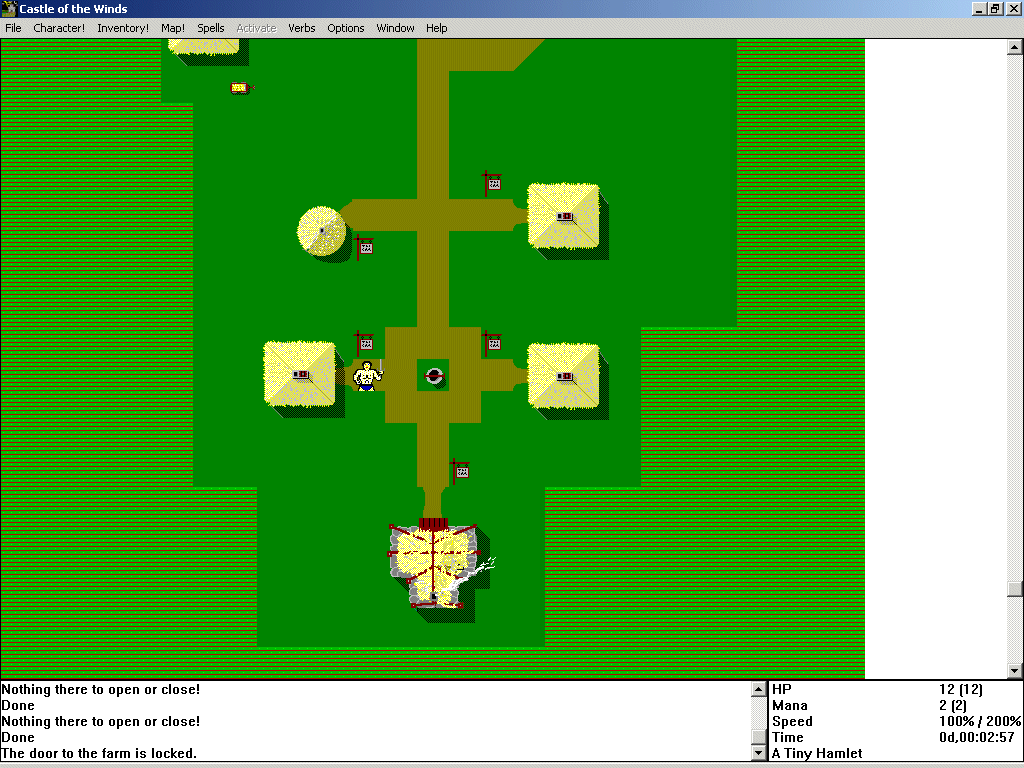 Castle of the Winds
File Character! Inventory! Map! Spells Activate Verbs Options Window Help
Nothing there to open or close!
Done
Nothing there to open or close!
Done
The door to the farm is locked.
HP 12 (12)
Mana 2 (2)
Speed 100% / 200%
Time 0d,00:02:57
A Tiny Hamlet